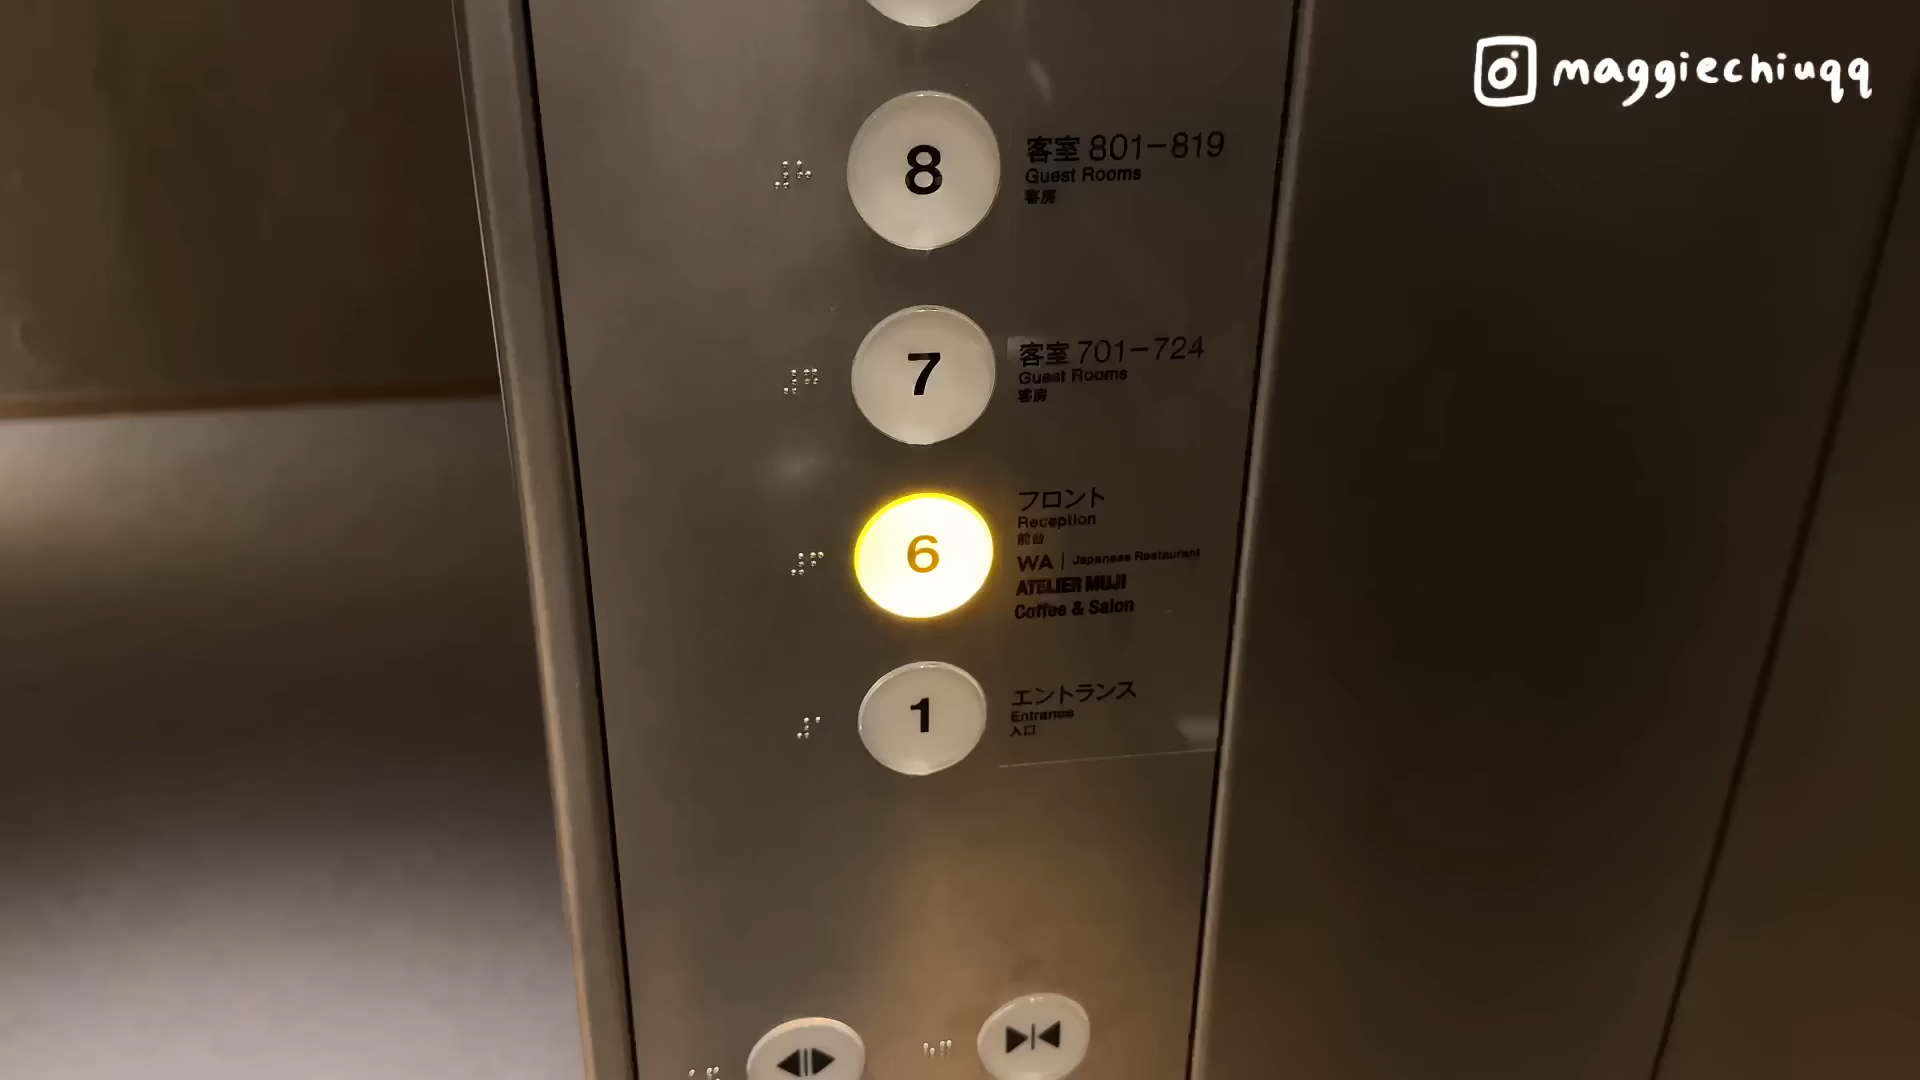 maggiechiuqq
8
客室 801-819
Guest Rooms
客房
7
客室 701-724
Guest Rooms
客房
6
フロント
Reception
前台
WA | Japanese Restaurant
ATELIER MUJI
Coffee & Salon
1
エントランス
Entrance
入口